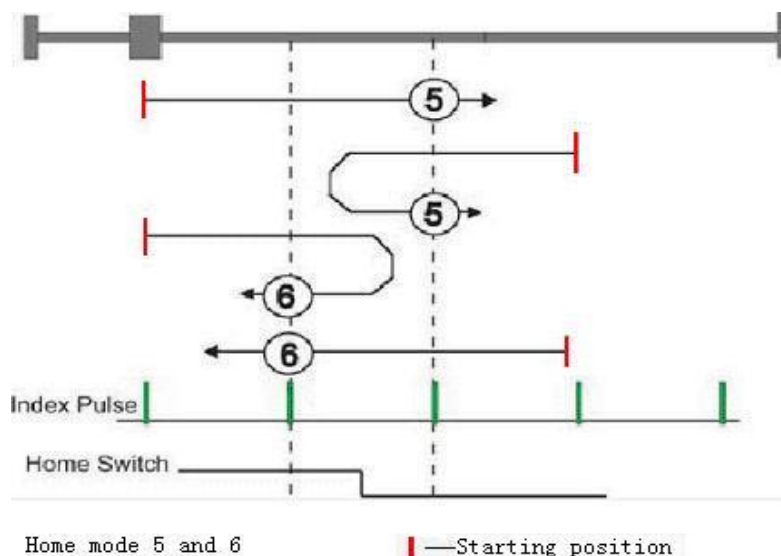 5
5
6
6
Index Pulse
Home Switch
Home mode 5 and 6
—Starting position